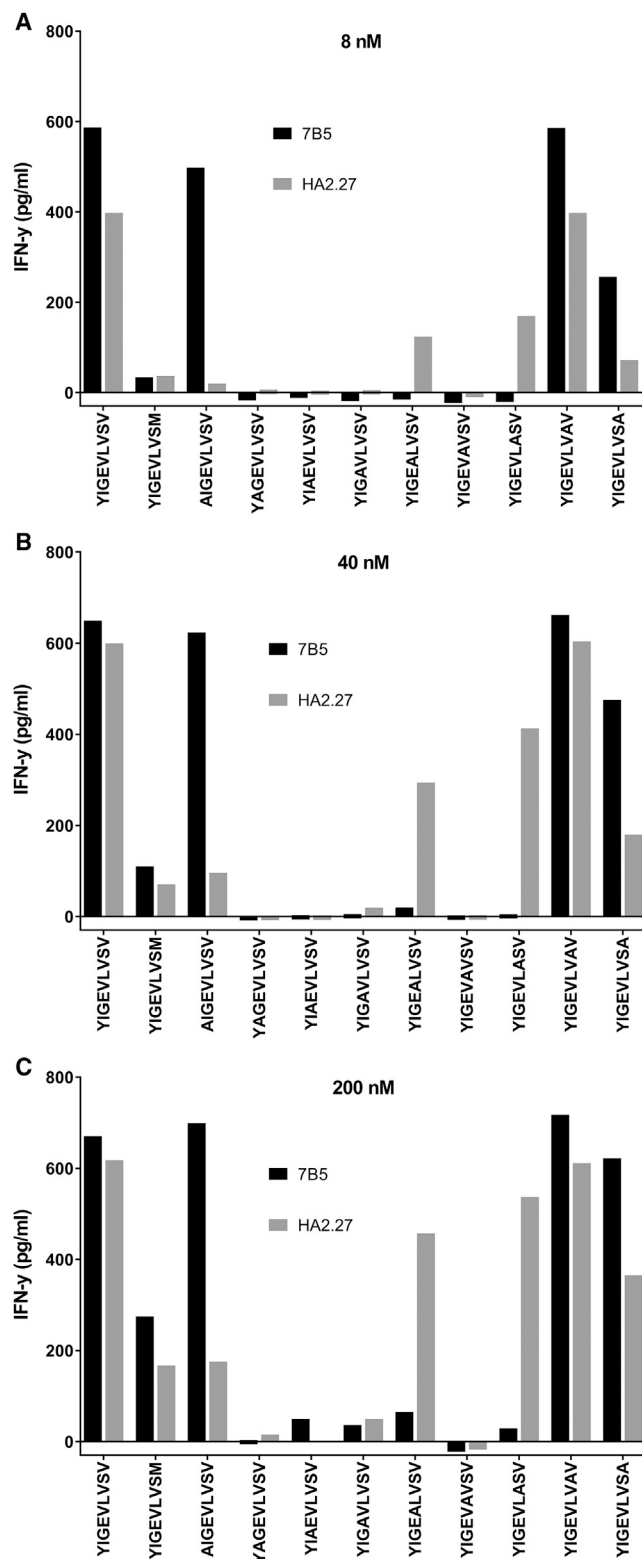 A
8 nM
800
600
400
200
0
IFN-y (pg/ml)
7B5
HA2.27
YIGEVLVSV
YIGEVLVSM
AIGEVLVSV
YAGEVLVSV
YIAEVLVSV
YIGAVLVSV
YIGEALVSV
YIGEVAVSV
YIGEVLASV
YIGEVLVAV
YIGEVLVSA
B
40 nM
800
600
400
200
0
IFN-y (pg/ml)
7B5
HA2.27
YIGEVLVSV
YIGEVLVSM
AIGEVLVSV
YAGEVLVSV
YIAEVLVSV
YIGAVLVSV
YIGEALVSV
YIGEVAVSV
YIGEVLASV
YIGEVLVAV
YIGEVLVSA
C
200 nM
800
600
400
200
0
IFN-y (pg/ml)
7B5
HA2.27
YIGEVLVSV
YIGEVLVSM
AIGEVLVSV
YAGEVLVSV
YIAEVLVSV
YIGAVLVSV
YIGEALVSV
YIGEVAVSV
YIGEVLASV
YIGEVLVAV
YIGEVLVSA